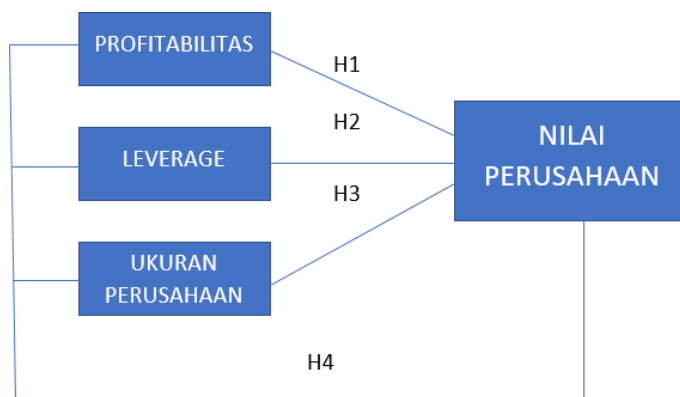 PROFITABILITAS
H1
H2
LEVERAGE
NILAI
PERUSAHAAN
H3
UKURAN
PERUSAHAAN
H4